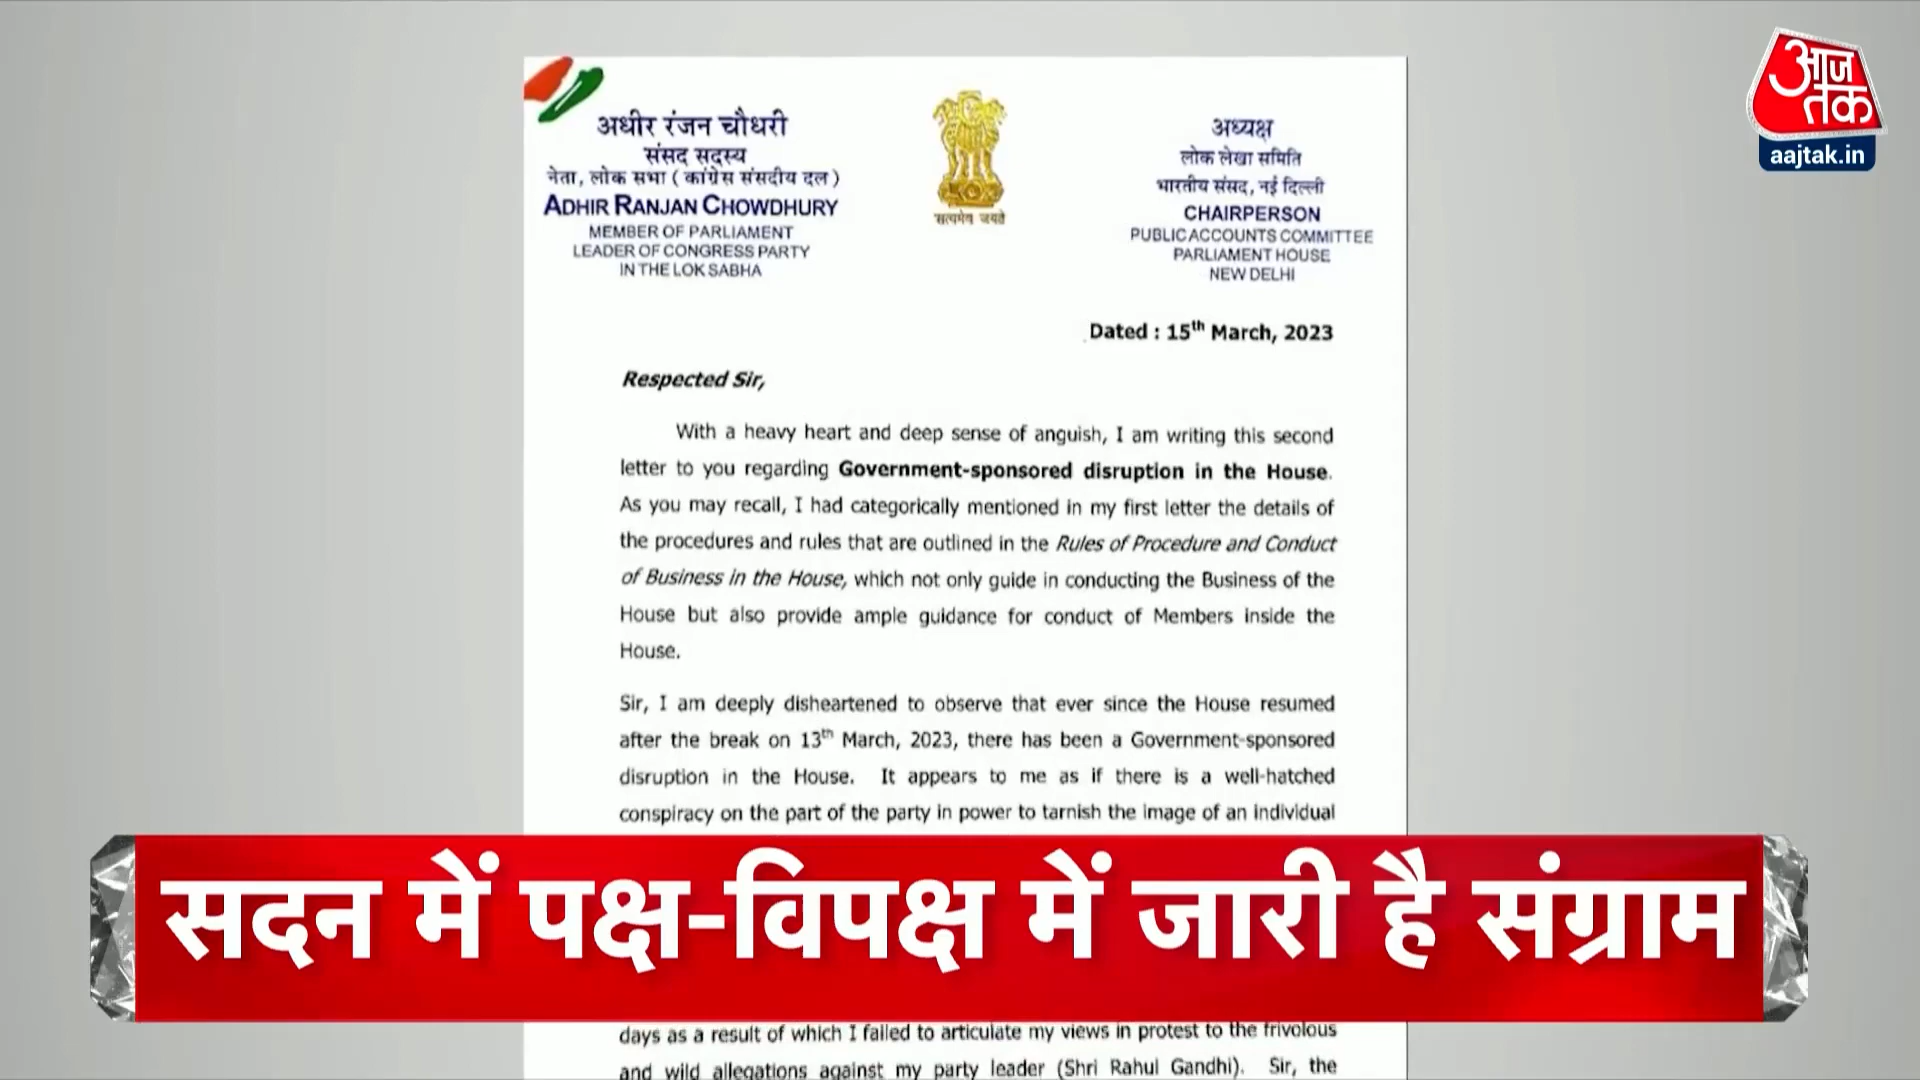 आज
तक
aajtak.in
अधीर रंजन चौधरी
संसद सदस्य
नेता, लोक सभा ( कांग्रेस संसदीय दल )
ADHIR RANJAN CHOWDHURY
MEMBER OF PARLIAMENT
LEADER OF CONGRESS PARTY
IN THE LOK SABHA
सत्यमेव जयते
अध्यक्ष
लोक लेखा समिति
भारतीय संसद, नई दिल्ली
CHAIRPERSON
PUBLIC ACCOUNTS COMMITTEE
PARLIAMENT HOUSE
NEW DELHI
Dated : 15th March, 2023
Respected Sir,
With a heavy heart and deep sense of anguish, I am writing this second
letter to you regarding Government-sponsored disruption in the House.
As you may recall, I had categorically mentioned in my first letter the details of
the procedures and rules that are outlined in the Rules of Procedure and Conduct
of Business in the House, which not only guide in conducting the Business of the
House but also provide ample guidance for conduct of Members inside the
House.
Sir, I am deeply disheartened to observe that ever since the House resumed
after the break on 13th March, 2023, there has been a Government-sponsored
disruption in the House. It appears to me as if there is a well-hatched
conspiracy on the part of the party in power to tarnish the image of an individual
सदन में पक्ष-विपक्ष में जारी है संग्राम
days as a result of which I failed to articulate my views in protest to the frivolous
and wild allegations against my party leader (Shri Rahul Gandhi). Sir, the